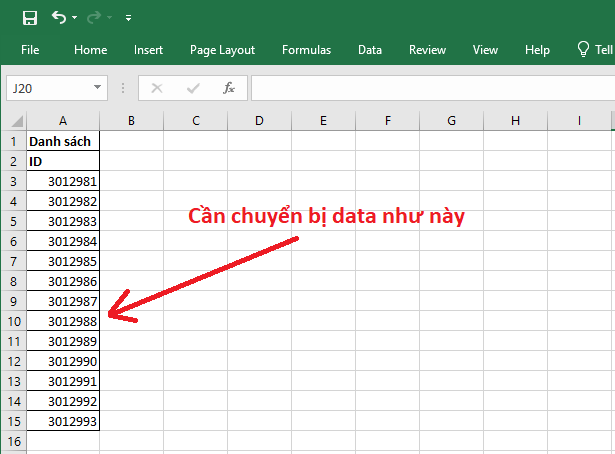 File Home Insert Page Layout Formulas Data Review View Help Tell
J20 fx
A B C D E F G H I
1 Danh sách
2 ID
3 3012981
4 3012982
5 3012983
6 3012984
7 3012985
8 3012986
9 3012987
10 3012988
11 3012989
12 3012990
13 3012991
14 3012992
15 3012993
16
Cần chuyển bị data như này